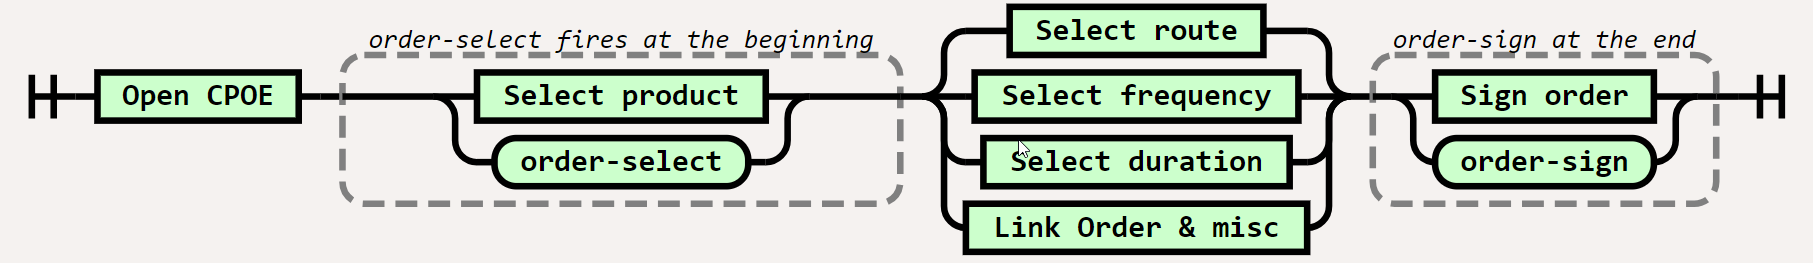 order-select fires at the beginning
Open CPOE
Select product
order-select
Select route
Select frequency
Select duration
Link Order & misc
order-sign at the end
Sign order
order-sign